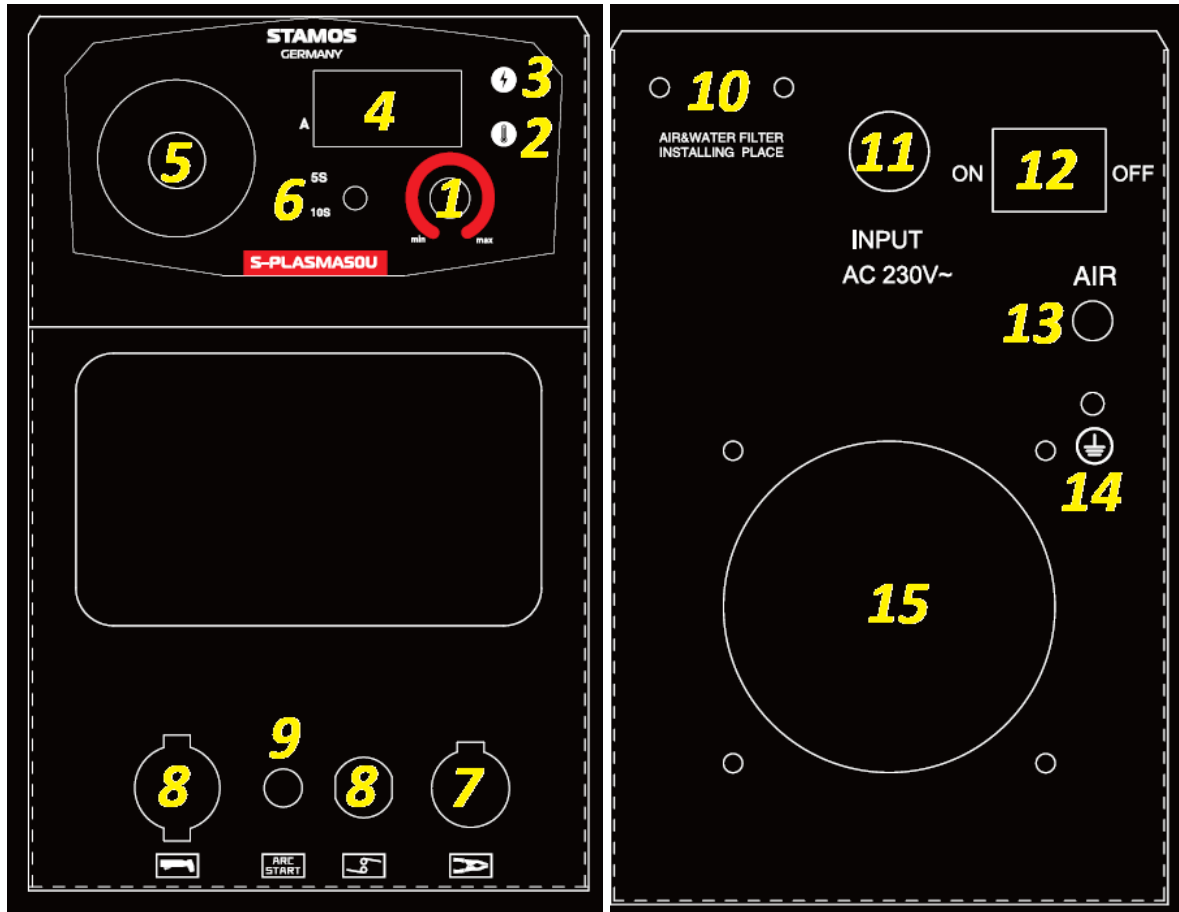 STAMOS
GERMANY
3
4
A
2
5
5S
6
10S
1
min
max
S-PLASMA50U
9
8
8
7
ARC
START
10
AIR&WATER FILTER
INSTALLING PLACE
11
ON
12
OFF
INPUT
AC 230V~
AIR
13
14
15